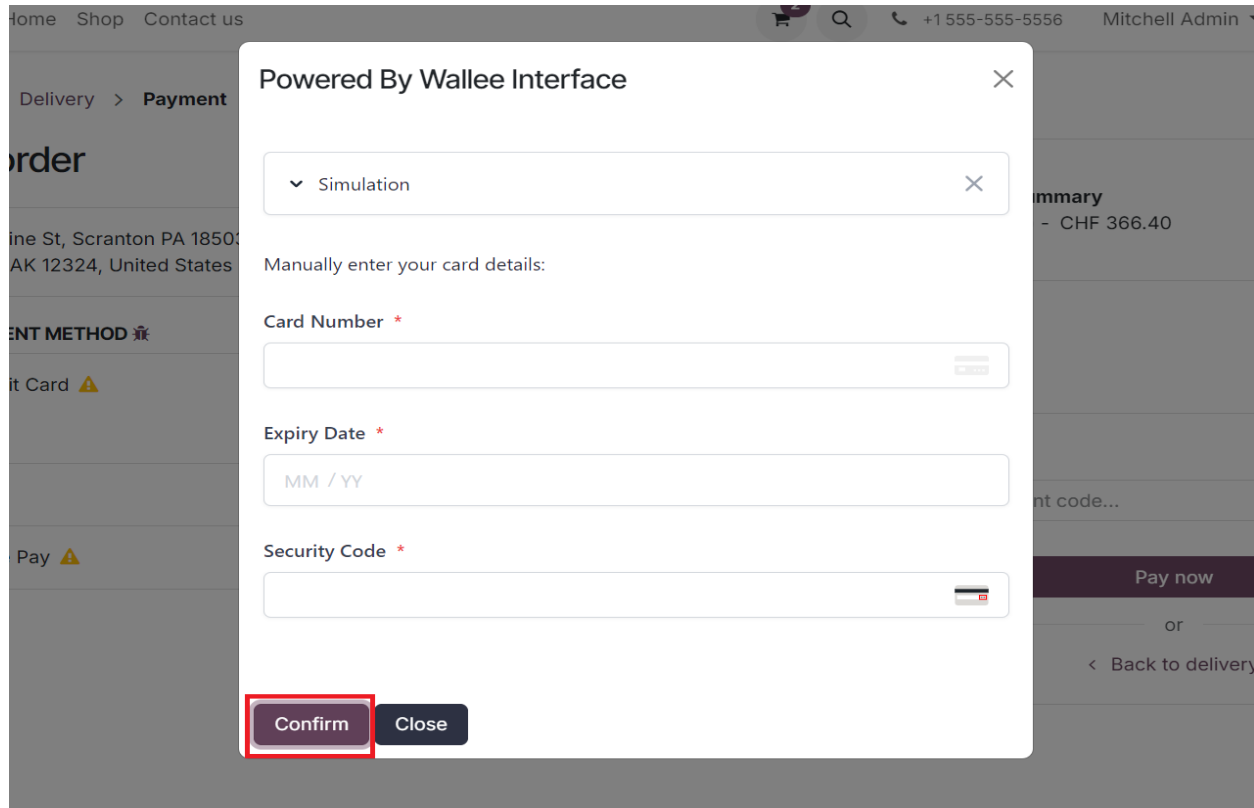 Home Shop Contact us 2 +1 555-555-5556 Mitchell Admin
Delivery > Payment
order
ine St, Scranton PA 18503
AK 12324, United States
ENT METHOD
it Card
Pay
Powered By Wallee Interface
Simulation
Manually enter your card details:
Card Number *
Expiry Date *
MM / YY
Security Code *
Confirm Close
ummary
- CHF 366.40
nt code...
Pay now
or
< Back to delivery